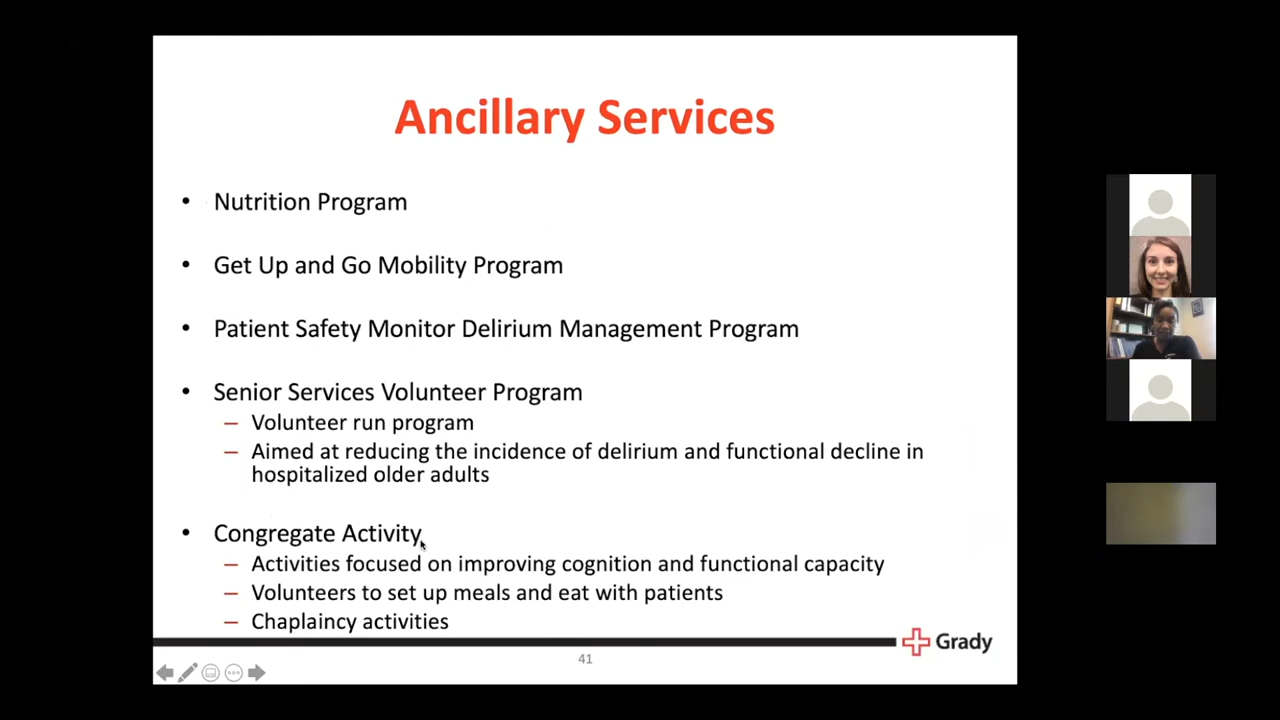 Ancillary Services
• Nutrition Program
• Get Up and Go Mobility Program
• Patient Safety Monitor Delirium Management Program
• Senior Services Volunteer Program
– Volunteer run program
– Aimed at reducing the incidence of delirium and functional decline in
hospitalized older adults
• Congregate Activity
– Activities focused on improving cognition and functional capacity
– Volunteers to set up meals and eat with patients
– Chaplaincy activities
Grady
41